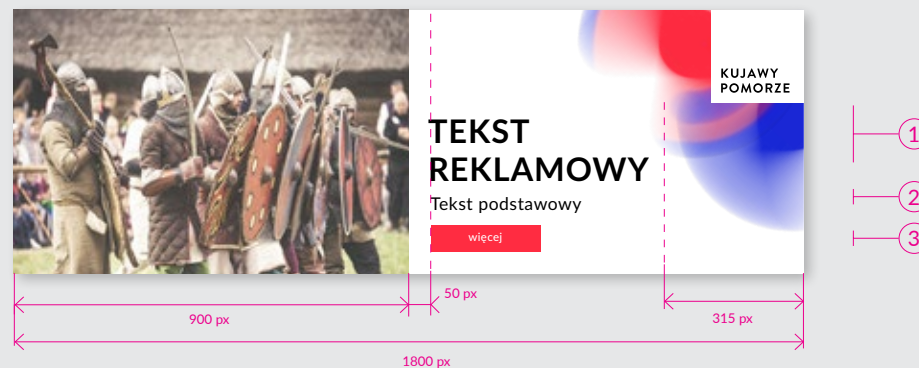 KUJAWY
POMORZE
TEKST
REKLAMOWY
Tekst podstawowy
więcej
1
2
3
50 px
900 px
315 px
1800 px